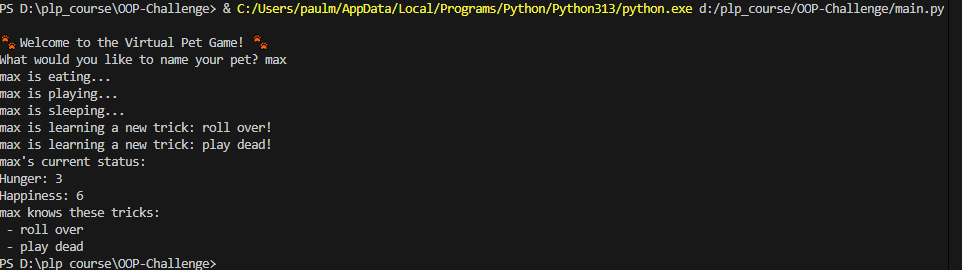 PS D:\plp_course\OOP-Challenge> & C:/Users/paulm/AppData/Local/Programs/Python/Python313/python.exe d:/plp_course/OOP-Challenge/main.py
🐾 Welcome to the Virtual Pet Game! 🐾
What would you like to name your pet? max
max is eating...
max is playing...
max is sleeping...
max is learning a new trick: roll over!
max is learning a new trick: play dead!
max's current status:
Hunger: 3
Happiness: 6
max knows these tricks:
 - roll over
 - play dead
PS D:\plp_course\OOP-Challenge>